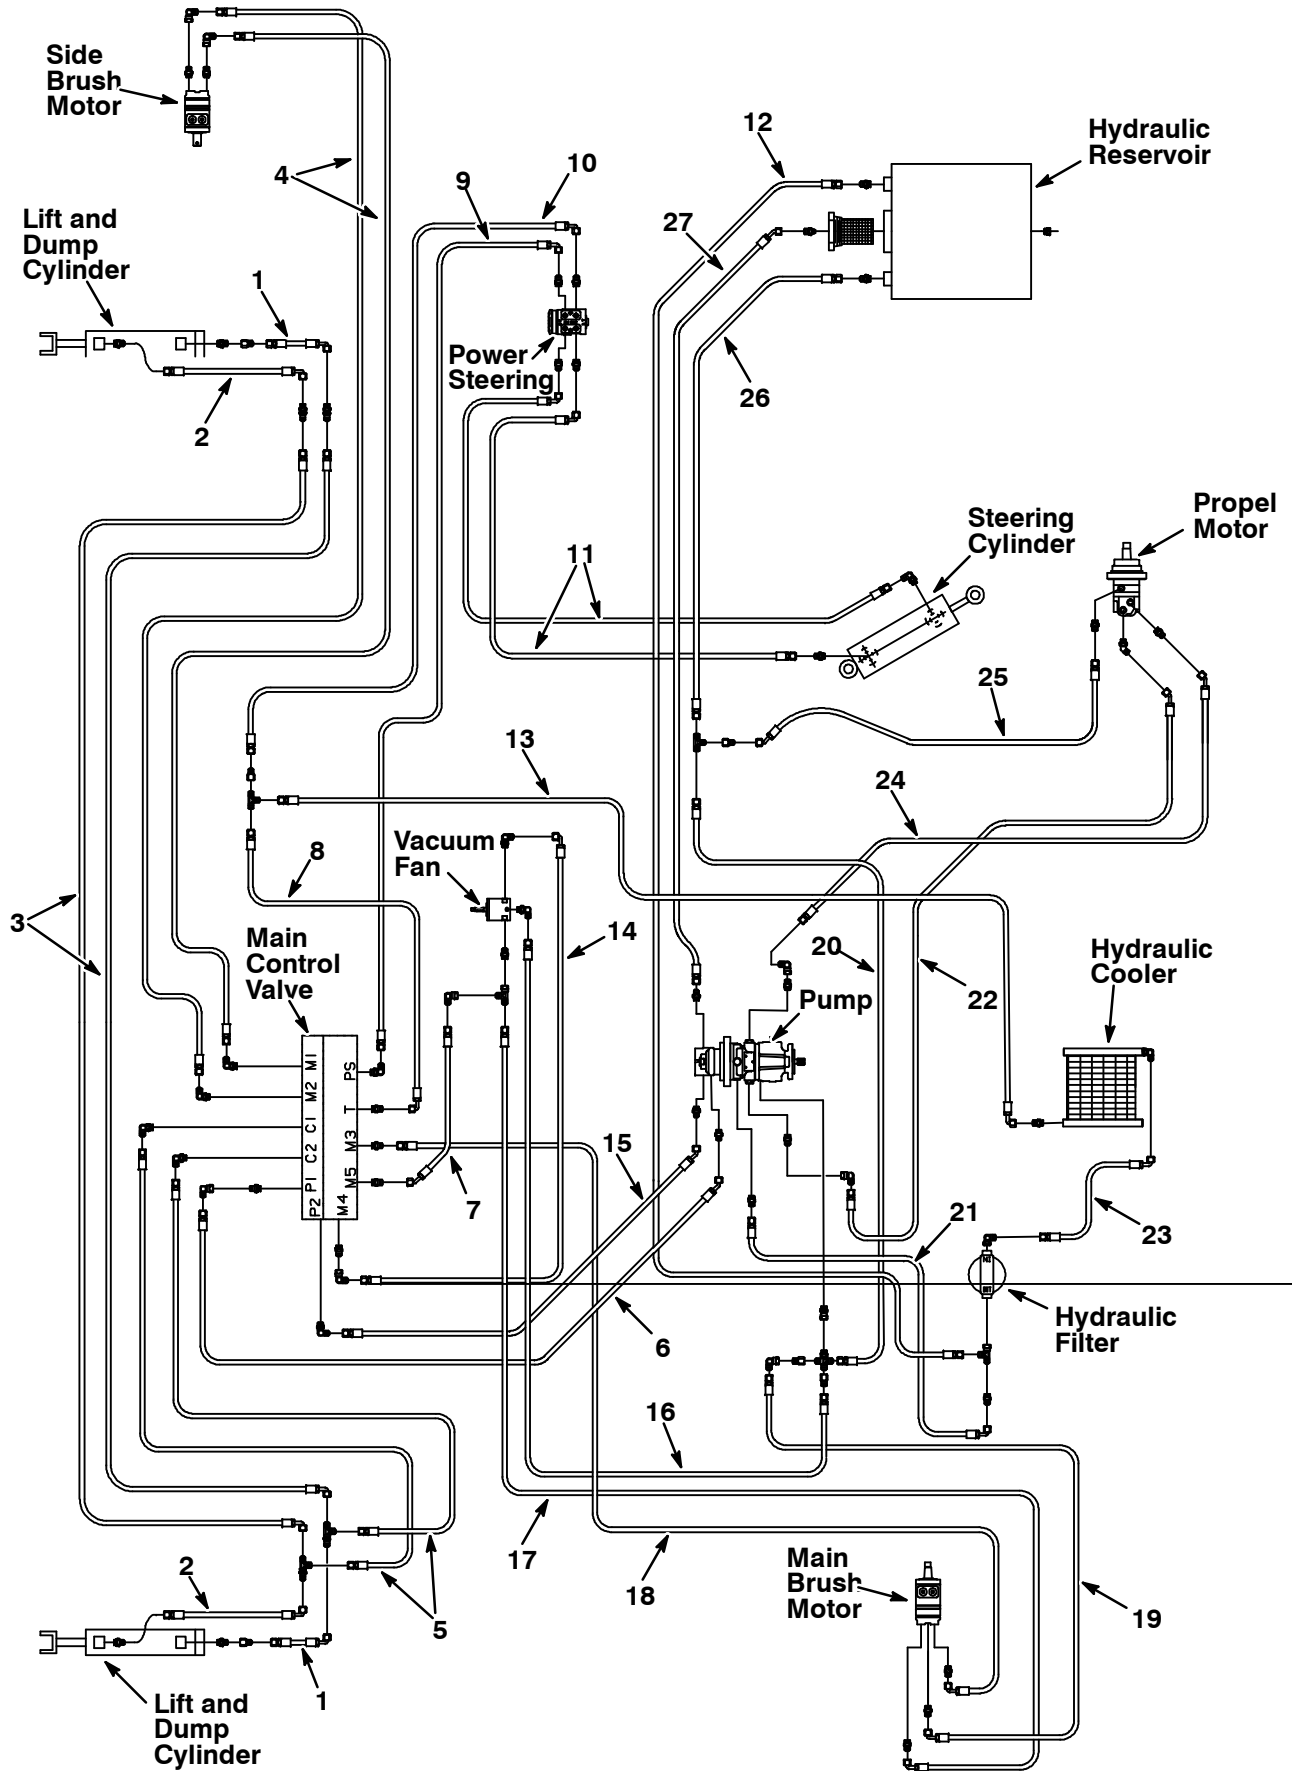 Side
Brush
Motor
4
Lift and
Dump
Cylinder
1
2
9
10
Power
Steering
12
27
Hydraulic
Reservoir
26
11
Steering
Cylinder
Propel
Motor
25
13
24
8
Vacuum
Fan
3
14
Main
Control
Valve
20
22
Pump
Hydraulic
Cooler
M1
M2
C1
C2
P1
P2
PS
T
M3
M5
M4
7
15
21
23
6
Hydraulic
Filter
16
17
18
2
5
1
Lift and
Dump
Cylinder
Main
Brush
Motor
19